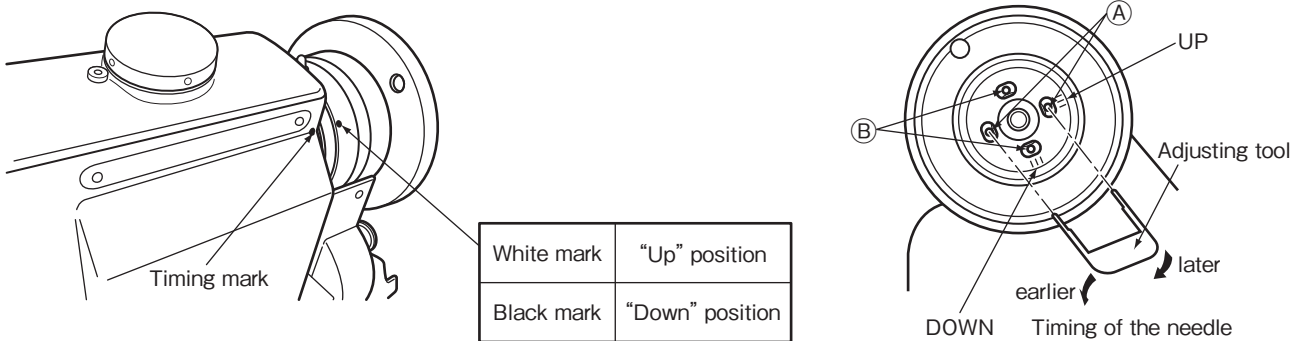 Timing mark
White mark “Up” position
Black mark “Down” position
Ⓐ
UP
Ⓑ
Adjusting tool
later
earlier
DOWN
Timing of the needle